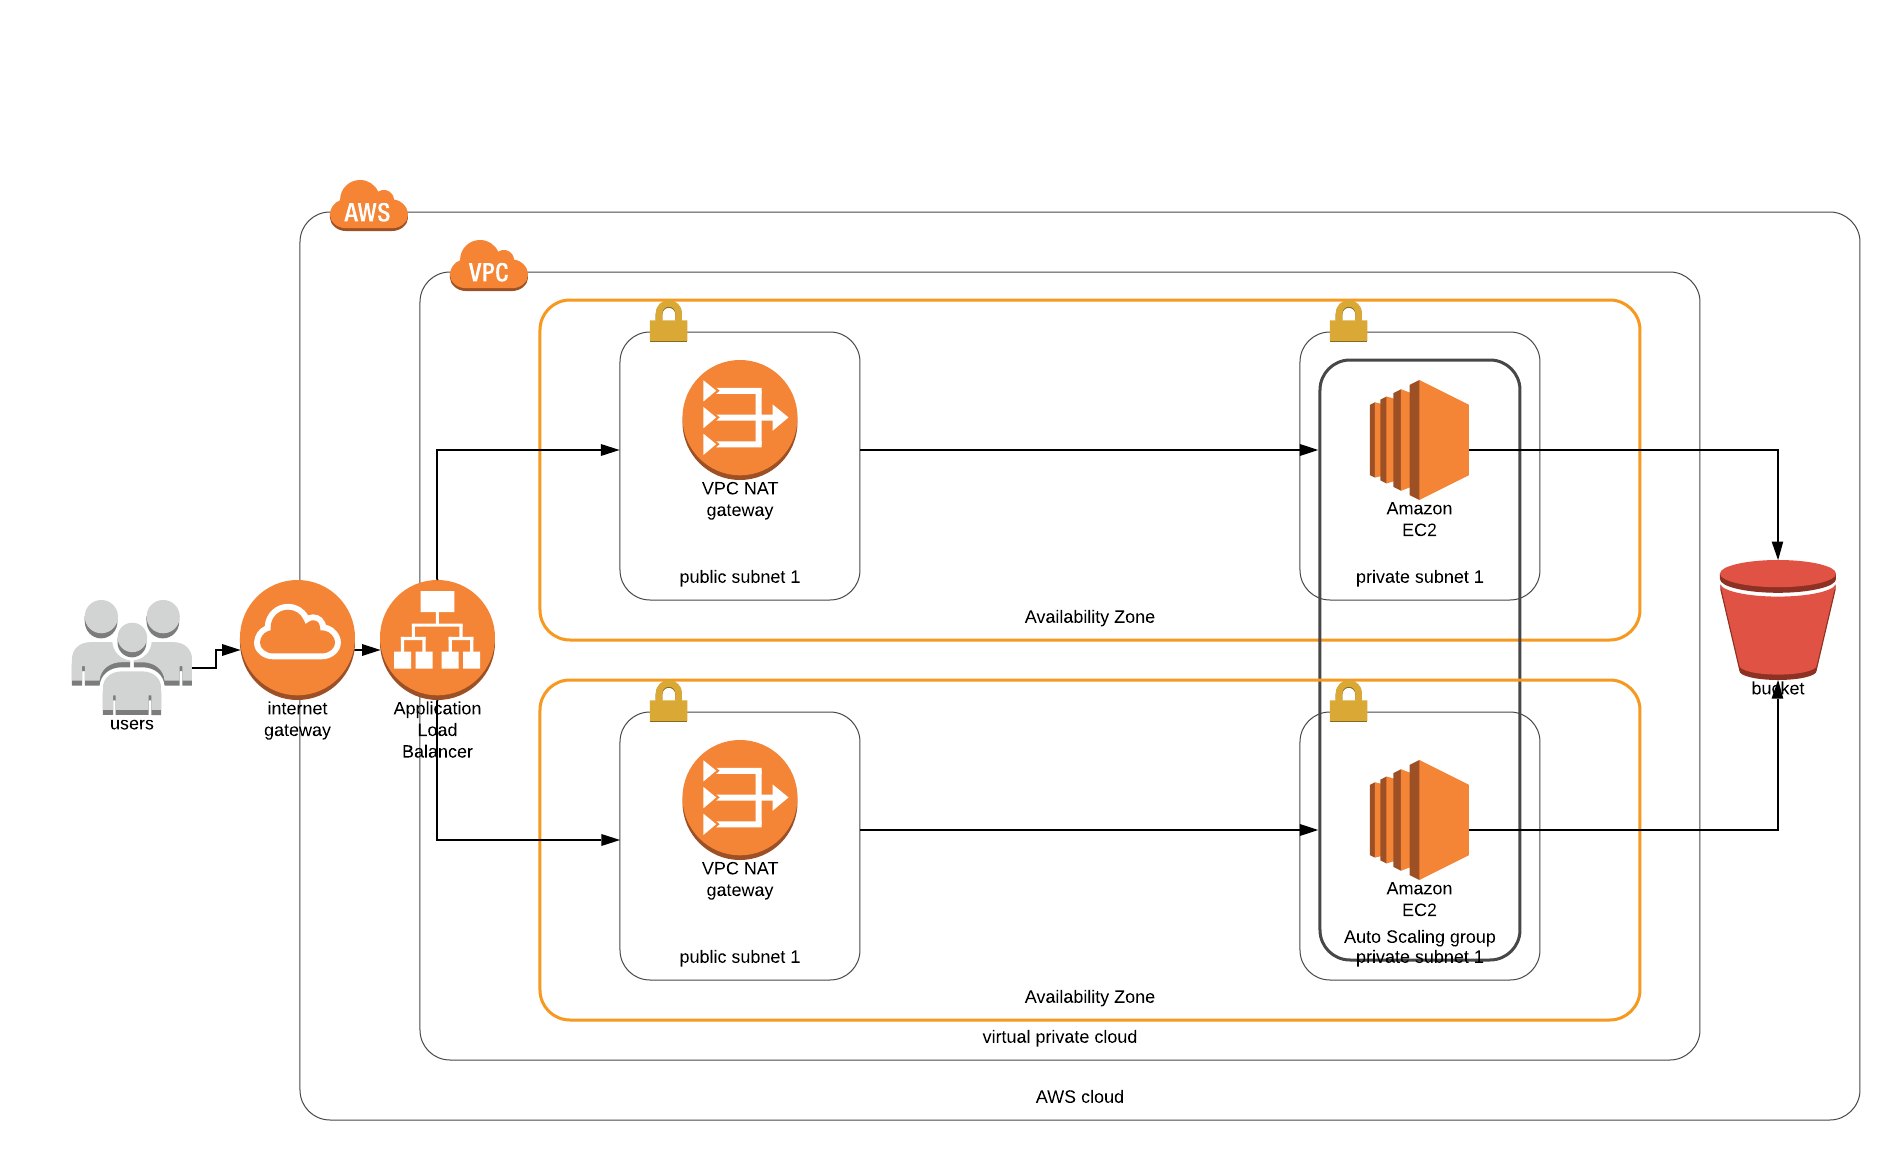 AWS
VPC
VPC NAT
gateway
public subnet 1
Amazon
EC2
private subnet 1
Availability Zone
users
internet
gateway
Application
Load
Balancer
bucket
VPC NAT
gateway
public subnet 1
Amazon
EC2
Auto Scaling group
private subnet 1
Availability Zone
virtual private cloud
AWS cloud